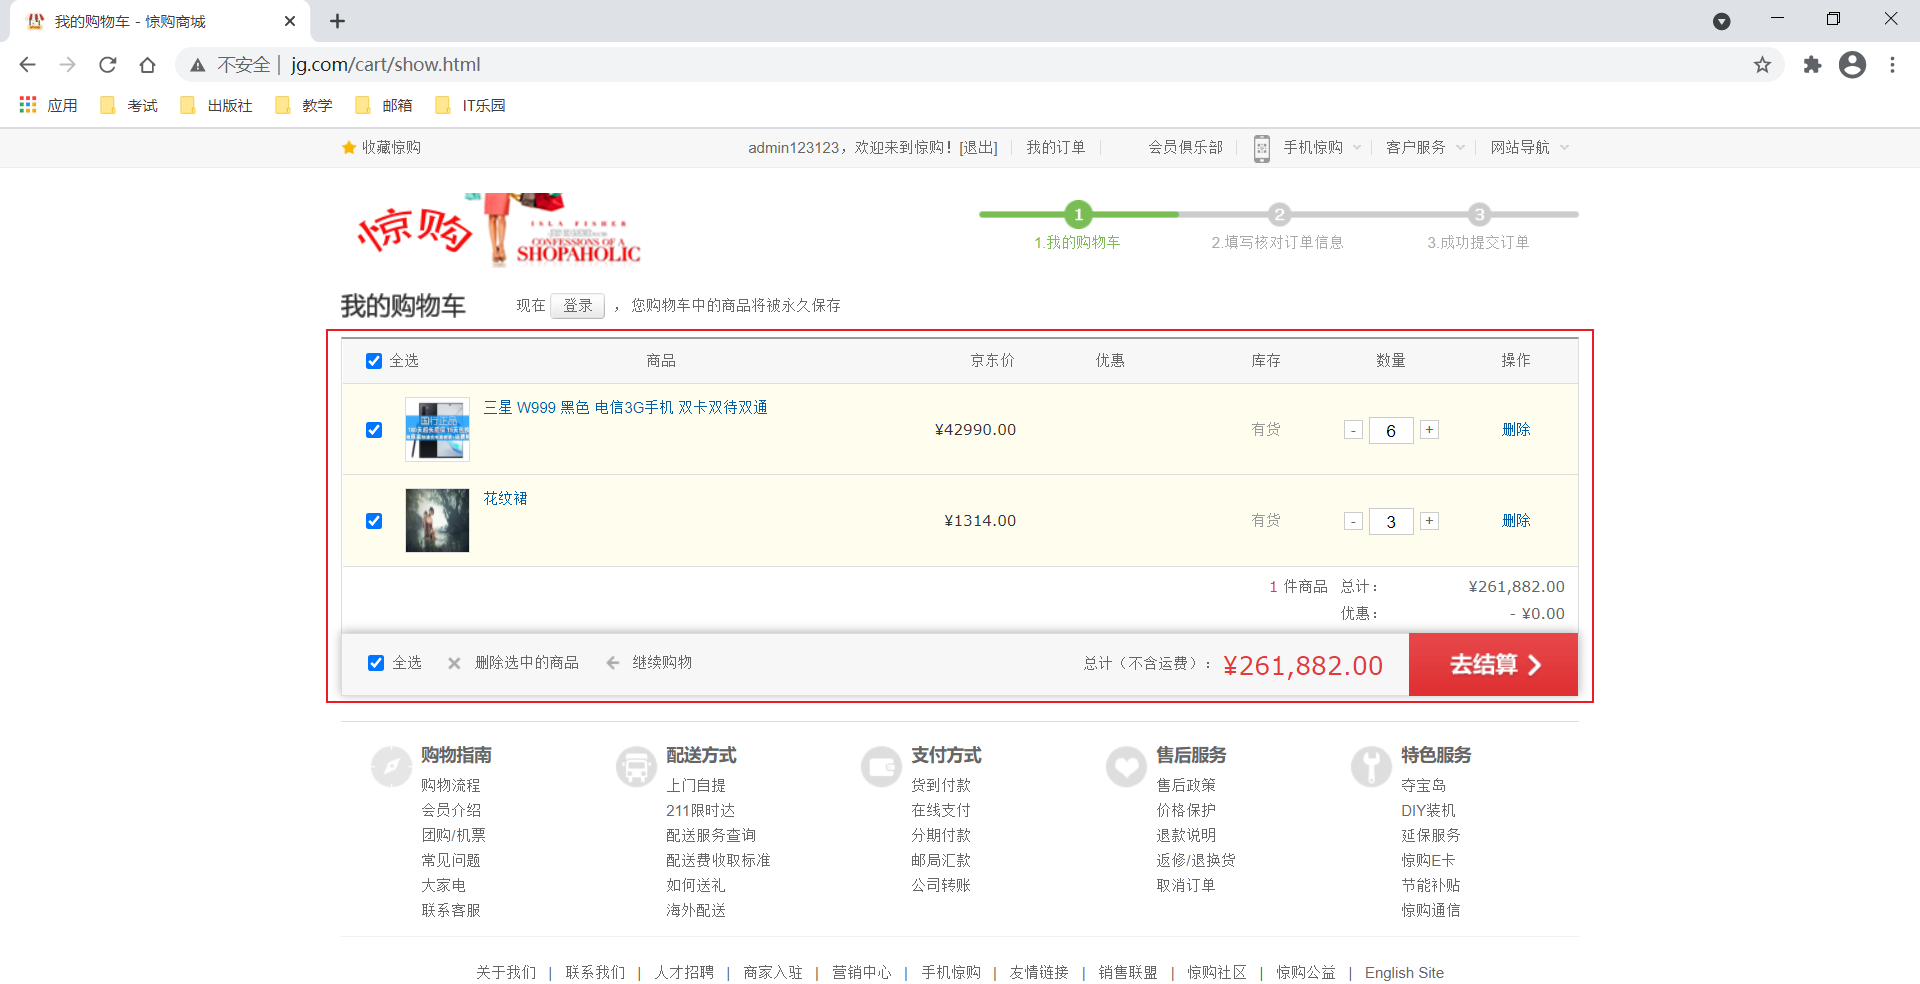 我的购物车 - 惊购商城
不安全 | jg.com/cart/show.html
应用 考试 出版社 教学 邮箱 IT乐园
收藏惊购 admin123123，欢迎来到惊购！[退出] 我的订单 会员俱乐部 手机惊购 客户服务 网站导航
惊购
ISLA FISHER
CONFESSIONS OF A
SHOPAHOLIC
1 2 3
1.我的购物车 2.填写核对订单信息 3.成功提交订单
我的购物车 现在 登录 ，您购物车中的商品将被永久保存
全选 商品 京东价 优惠 库存 数量 操作
国行正品
三星 W999 黑色 电信3G手机 双卡双待双通
¥42990.00 有货 - 6 + 删除
花纹裙
¥1314.00 有货 - 3 + 删除
1 件商品 总计： ¥261,882.00
优惠： - ¥0.00
全选 删除选中的商品 继续购物 总计（不含运费）： ¥261,882.00 去结算
购物指南 配送方式 支付方式 售后服务 特色服务
购物流程 上门自提 货到付款 售后政策 夺宝岛
会员介绍 211限时达 在线支付 价格保护 DIY装机
团购/机票 配送服务查询 分期付款 退款说明 延保服务
常见问题 配送费收取标准 邮局汇款 返修/退换货 惊购E卡
大家电 如何送礼 公司转账 取消订单 节能补贴
联系客服 海外配送 惊购通信
关于我们 | 联系我们 | 人才招聘 | 商家入驻 | 营销中心 | 手机惊购 | 友情链接 | 销售联盟 | 惊购社区 | 惊购公益 | English Site